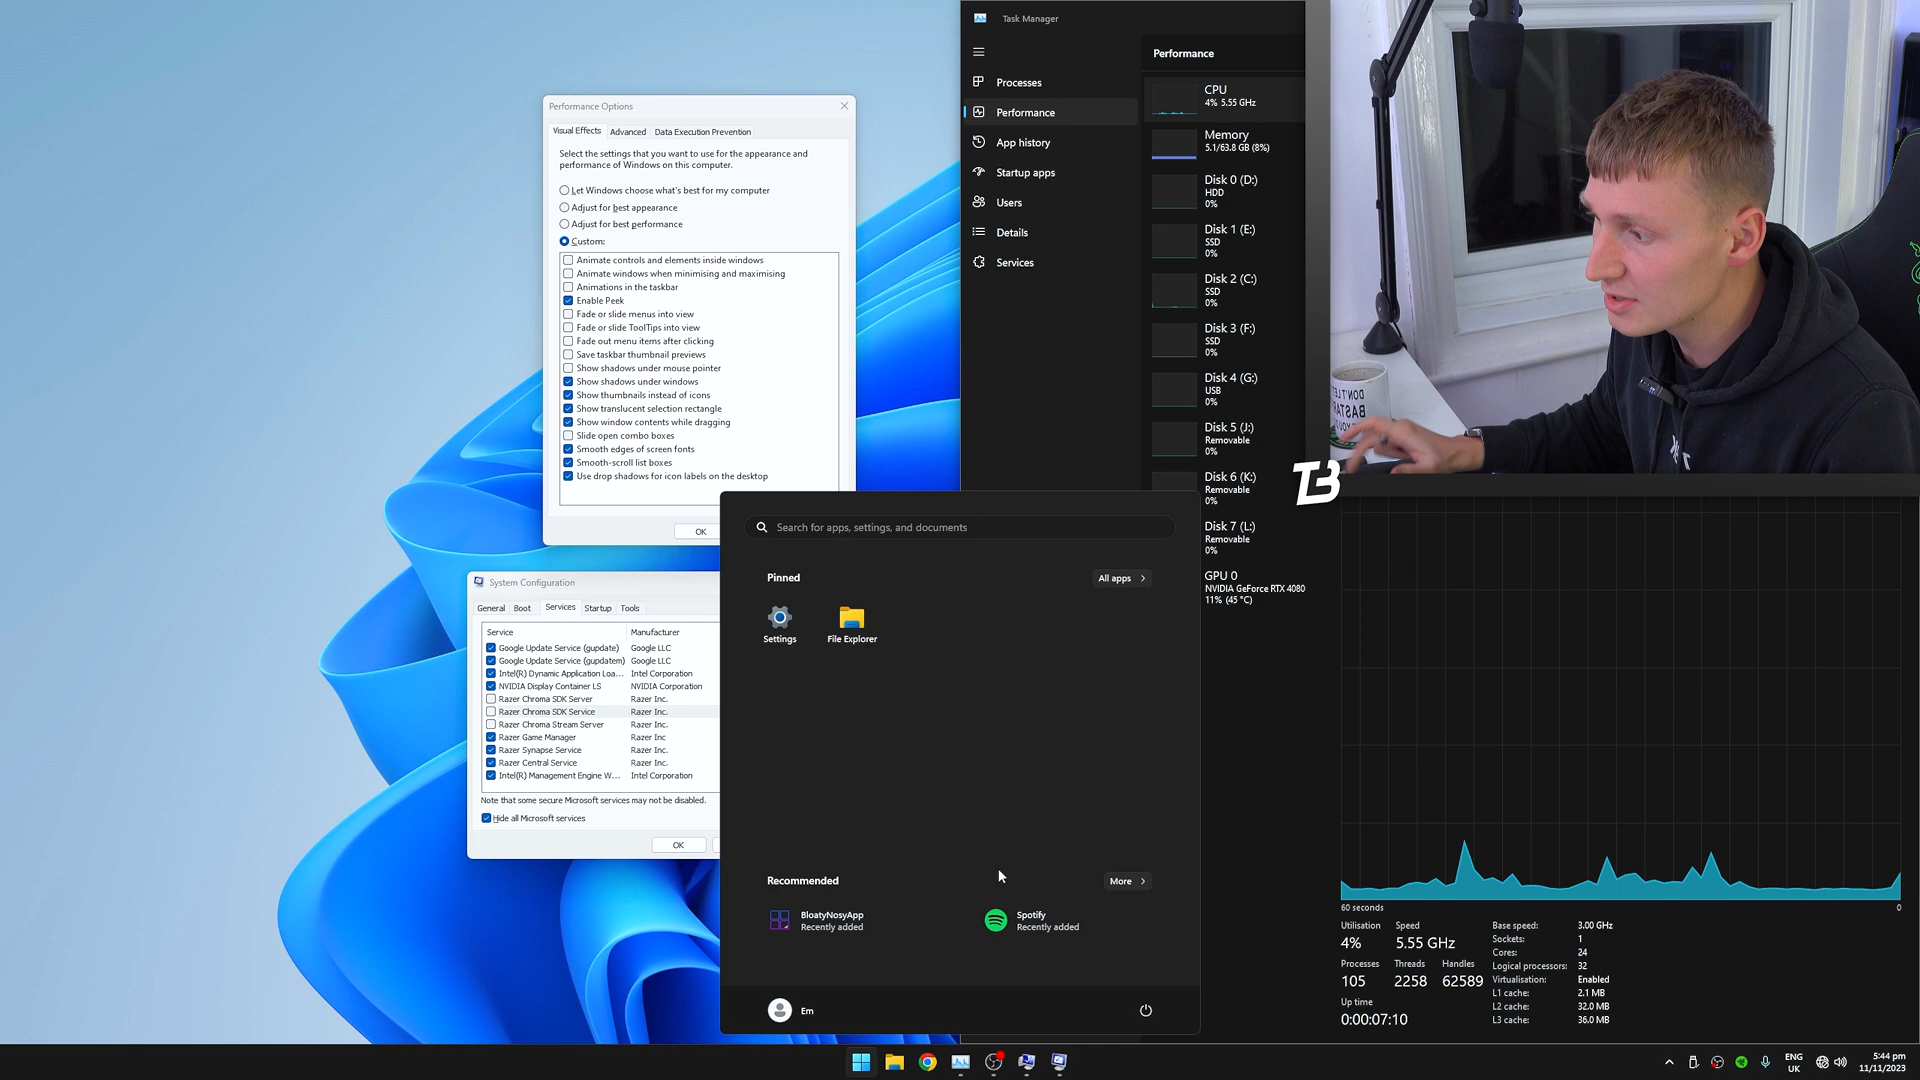 Performance Options
Visual Effects
Advanced
Data Execution Prevention
Select the settings that you want to use for the appearance and
performance of Windows on this computer.
Let Windows choose what's best for my computer
Adjust for best appearance
Adjust for best performance
Custom:
Animate controls and elements inside windows
Animate windows when minimising and maximising
Animations in the taskbar
Enable Peek
Fade or slide menus into view
Fade or slide ToolTips into view
Fade out menu items after clicking
Save taskbar thumbnail previews
Show shadows under mouse pointer
Show shadows under windows
Show thumbnails instead of icons
Show translucent selection rectangle
Show window contents while dragging
Slide open combo boxes
Smooth edges of screen fonts
Smooth-scroll list boxes
Use drop shadows for icon labels on the desktop
OK
System Configuration
General
Boot
Services
Startup
Tools
Service
Manufacturer
Google Update Service (gupdate)
Google LLC
Google Update Service (gupdatem)
Google LLC
Intel(R) Dynamic Application Loa...
Intel Corporation
NVIDIA Display Container LS
NVIDIA Corporation
Razer Chroma SDK Server
Razer Inc.
Razer Chroma SDK Service
Razer Inc.
Razer Chroma Stream Server
Razer Inc.
Razer Game Manager
Razer Inc
Razer Synapse Service
Razer Inc.
Razer Central Service
Razer Inc.
Intel(R) Management Engine W...
Intel Corporation
Note that some secure Microsoft services may not be disabled.
Hide all Microsoft services
OK
Search for apps, settings, and documents
Pinned
All apps
Settings
File Explorer
Recommended
More
BloatyNosyApp
Recently added
Spotify
Recently added
Em
Task Manager
Processes
Performance
App history
Startup apps
Users
Details
Services
Performance
CPU
4% 5.55 GHz
Memory
5.1/63.8 GB (8%)
Disk 0 (D:)
HDD
0%
Disk 1 (E:)
SSD
0%
Disk 2 (C:)
SSD
0%
Disk 3 (F:)
SSD
0%
Disk 4 (G:)
USB
0%
Disk 5 (J:)
Removable
0%
Disk 6 (K:)
Removable
0%
Disk 7 (L:)
Removable
0%
GPU 0
NVIDIA GeForce RTX 4080
11% (45 °C)
TB
60 seconds
0
Utilisation
Speed
4%
5.55 GHz
Processes
Threads
Handles
105
2258
62589
Up time
0:00:07:10
Base speed:
3.00 GHz
Sockets:
1
Cores:
24
Logical processors:
32
Virtualisation:
Enabled
L1 cache:
2.1 MB
L2 cache:
32.0 MB
L3 cache:
36.0 MB
ENG
UK
5:44 pm
11/11/2023